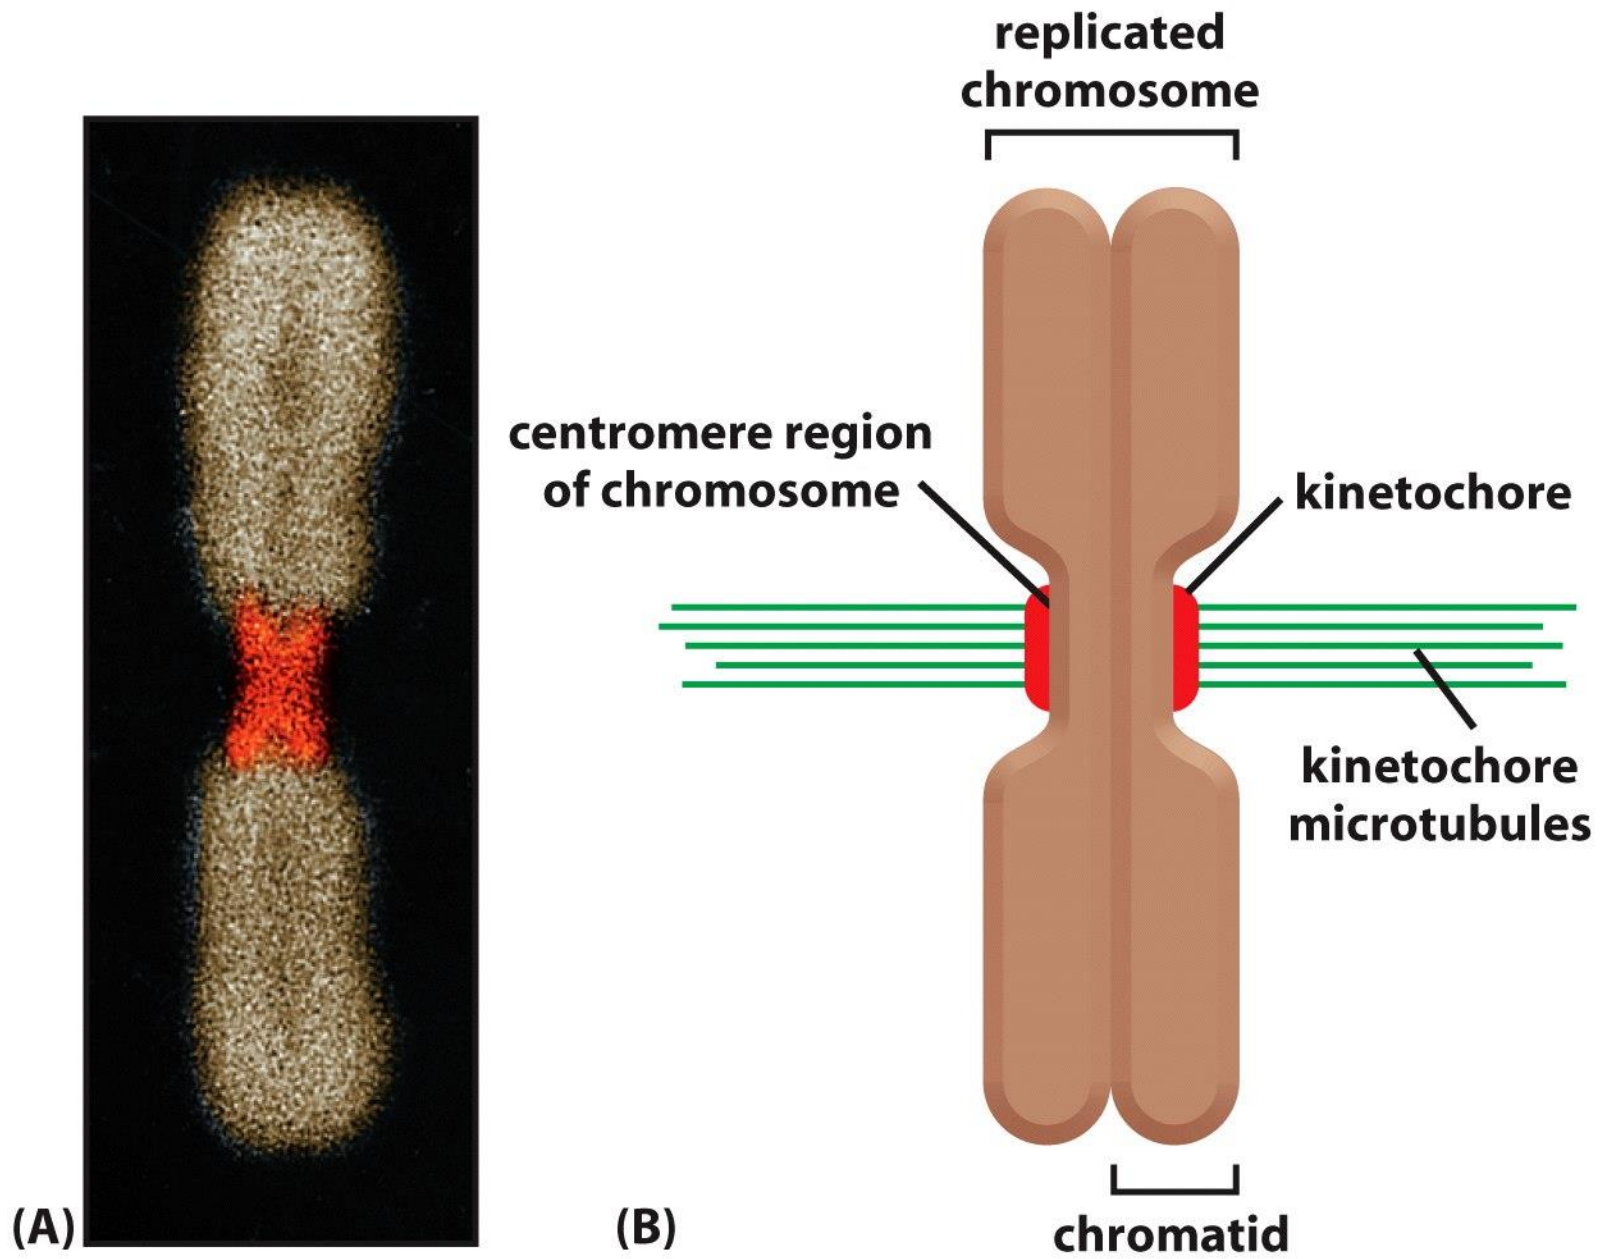 replicated
chromosome
centromere region
of chromosome
kinetochore
kinetochore
microtubules
(A)
(B)
chromatid